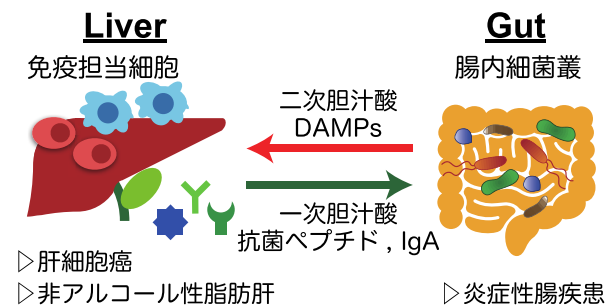 Liver
Gut
免疫担当細胞
腸内細菌叢
二次胆汁酸
DAMPs
一次胆汁酸
抗菌ペプチド , IgA
▷肝細胞癌
▷非アルコール性脂肪肝
▷炎症性腸疾患